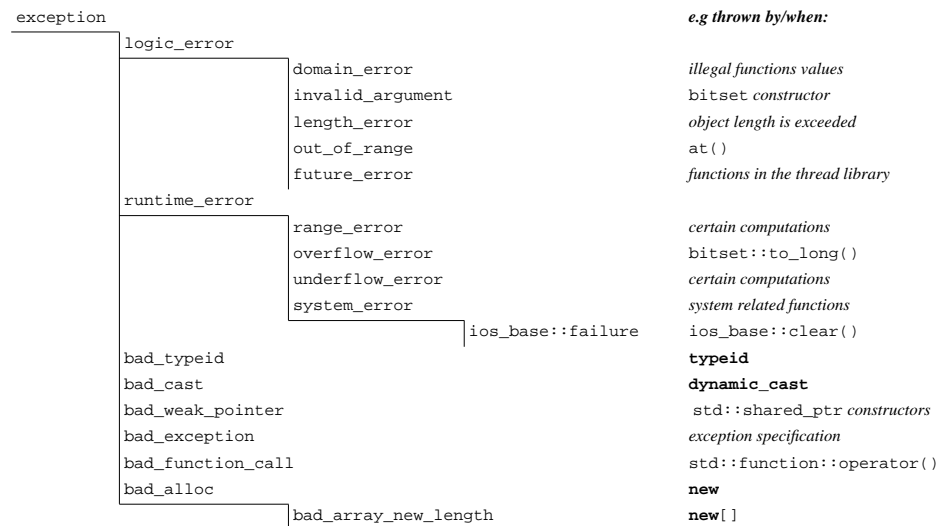 exception e.g thrown by/when:
logic_error
domain_error illegal functions values
invalid_argument bitset constructor
length_error object length is exceeded
out_of_range at()
future_error functions in the thread library
runtime_error
range_error certain computations
overflow_error bitset::to_long()
underflow_error certain computations
system_error system related functions
ios_base::failure ios_base::clear()
bad_typeid typeid
bad_cast dynamic_cast
bad_weak_pointer std::shared_ptr constructors
bad_exception exception specification
bad_function_call std::function::operator()
bad_alloc new
bad_array_new_length new[]